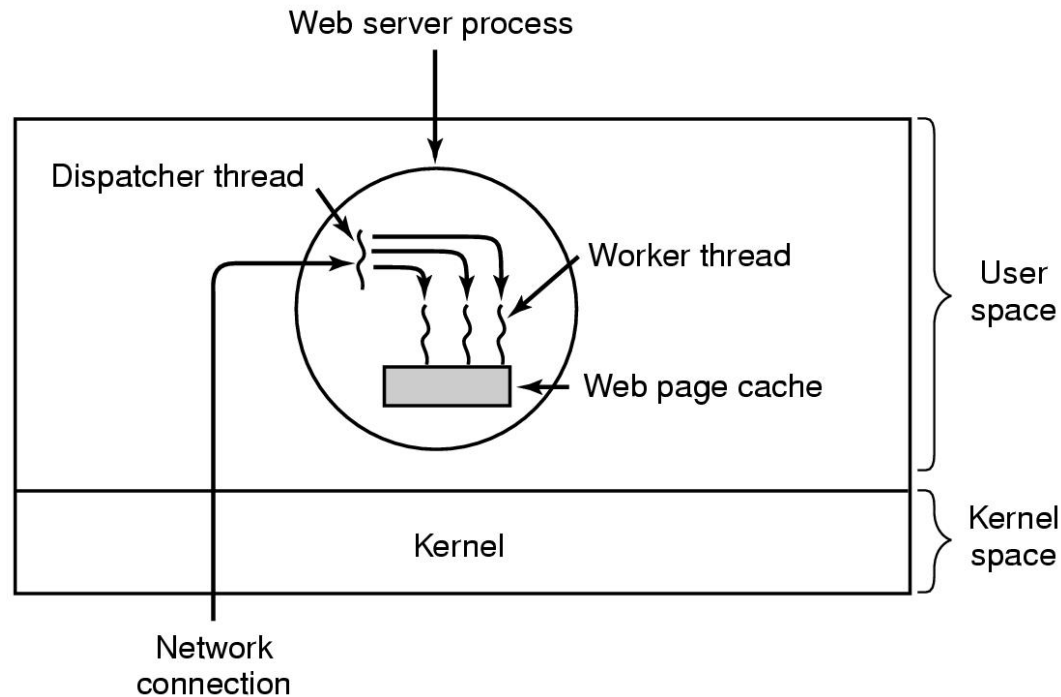 Web server process
Dispatcher thread
Worker thread
Web page cache
User
space
Kernel
Kernel
space
Network
connection